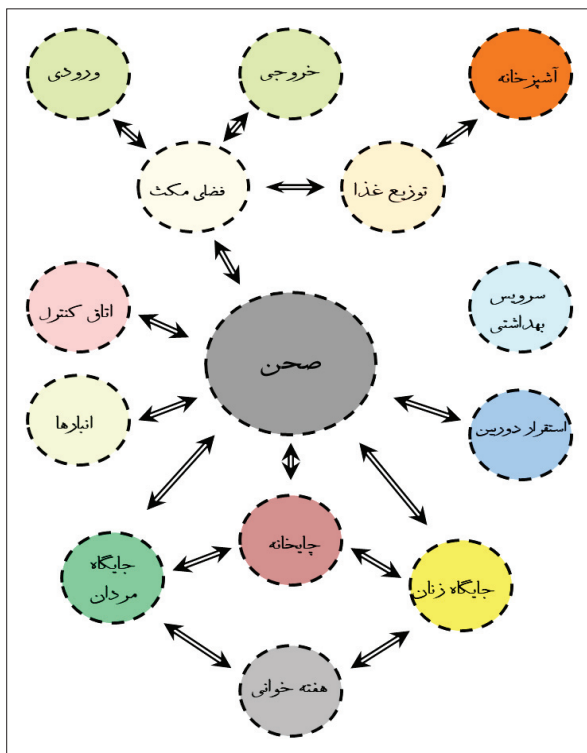 ورودی
خروجی
آشپزخانه
فضلی مکث
توزیع غذا
اتاق کنترل
سرویس
بهداشتی
صحن
انبارها
استقرار دوربین
چایخانه
جایگاه
مردان
جایگاه زنان
هفته خوانی